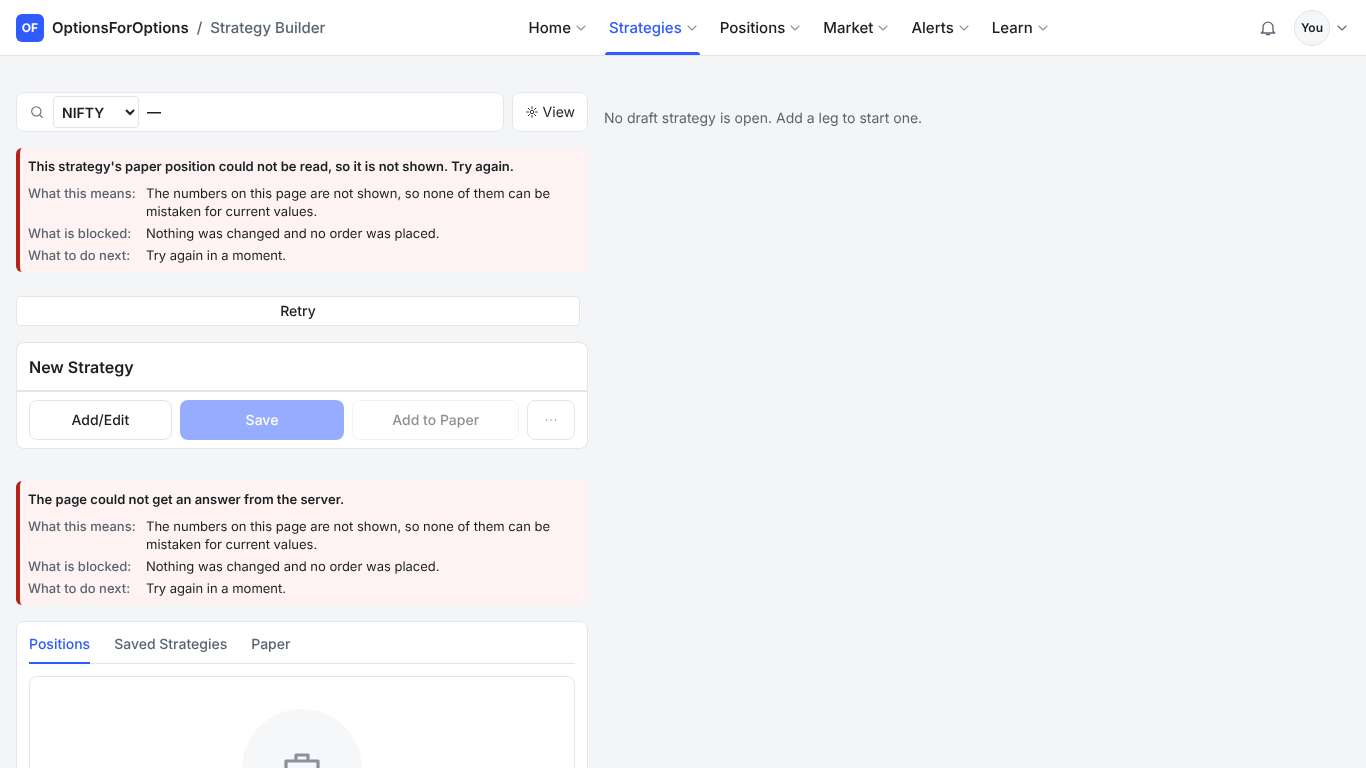 OF OptionsForOptions / Strategy Builder Home Strategies Positions Market Alerts Learn You
NIFTY —
View
No draft strategy is open. Add a leg to start one.
This strategy's paper position could not be read, so it is not shown. Try again.
What this means: The numbers on this page are not shown, so none of them can be
mistaken for current values.
What is blocked: Nothing was changed and no order was placed.
What to do next: Try again in a moment.
Retry
New Strategy
Add/Edit Save Add to Paper ···
The page could not get an answer from the server.
What this means: The numbers on this page are not shown, so none of them can be
mistaken for current values.
What is blocked: Nothing was changed and no order was placed.
What to do next: Try again in a moment.
Positions Saved Strategies Paper